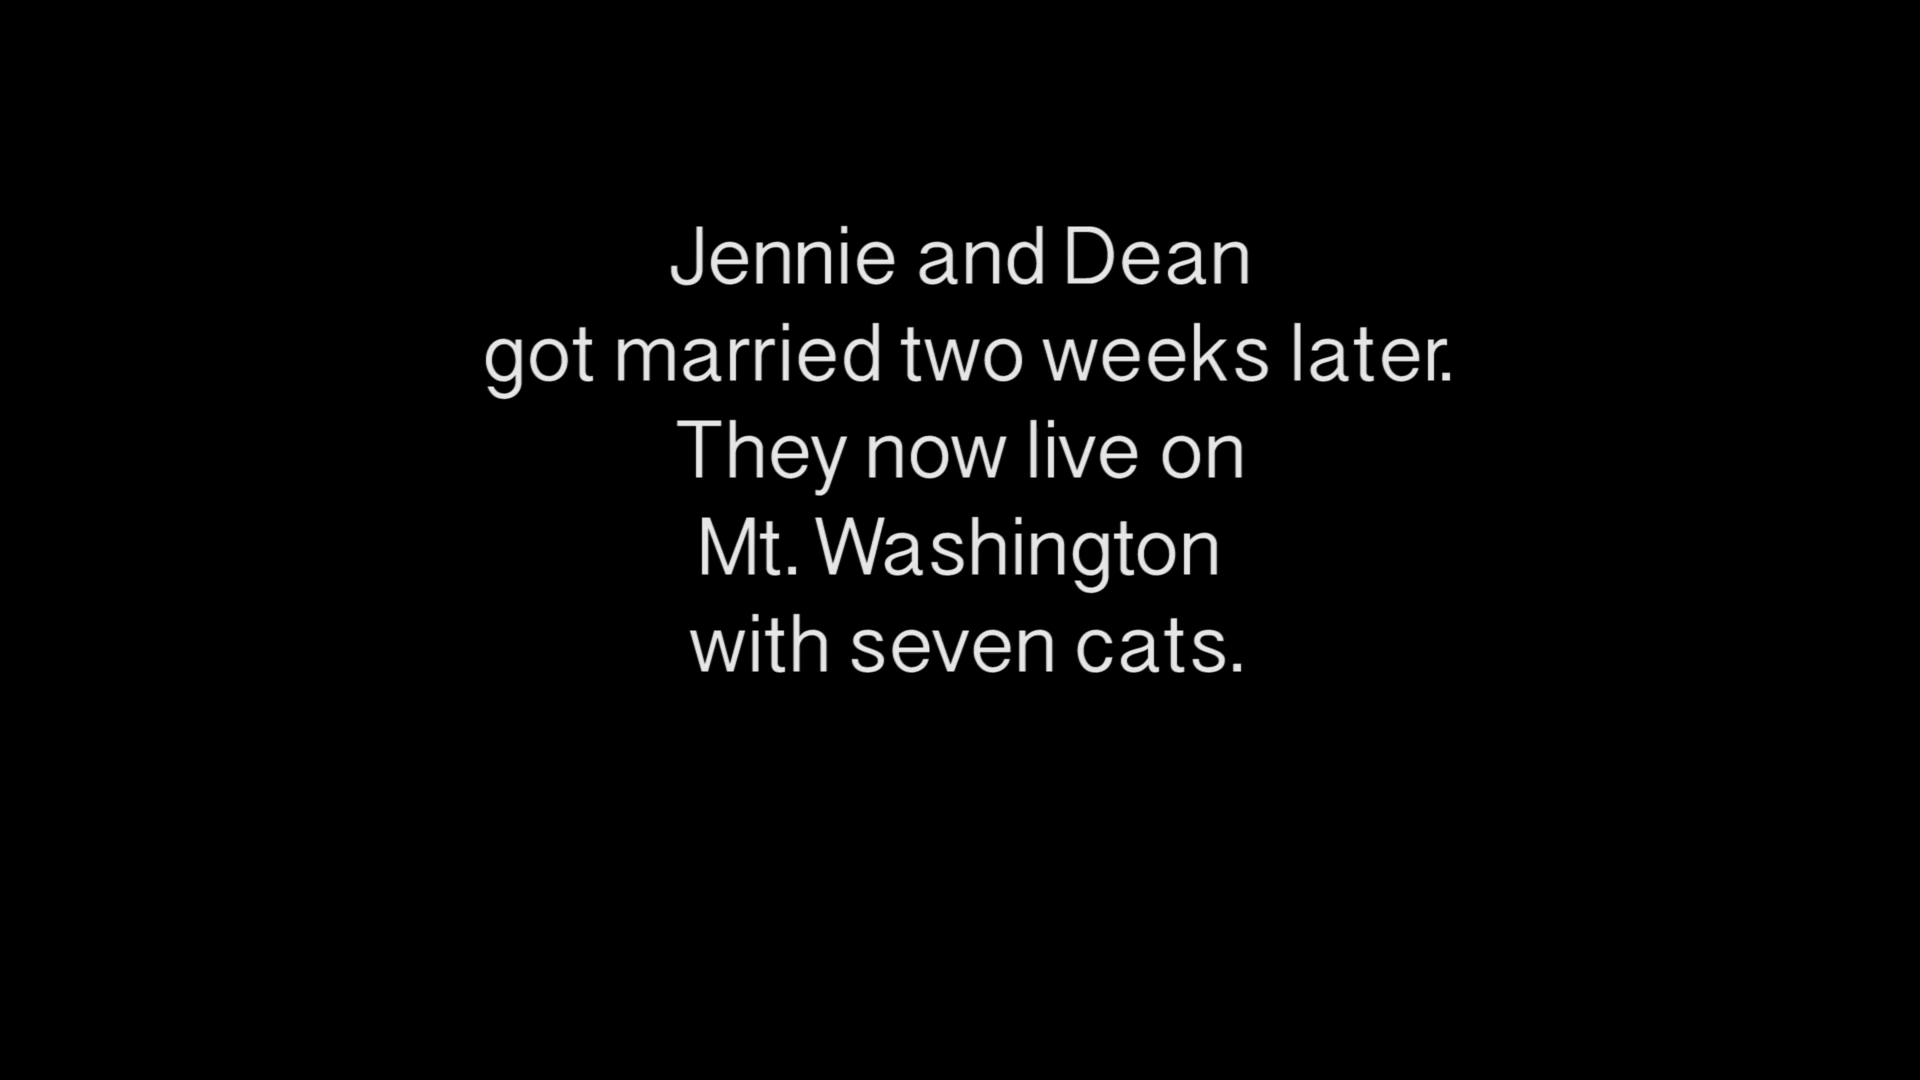 Jennie and Dean
got married two weeks later.
They now live on
Mt. Washington
with seven cats.